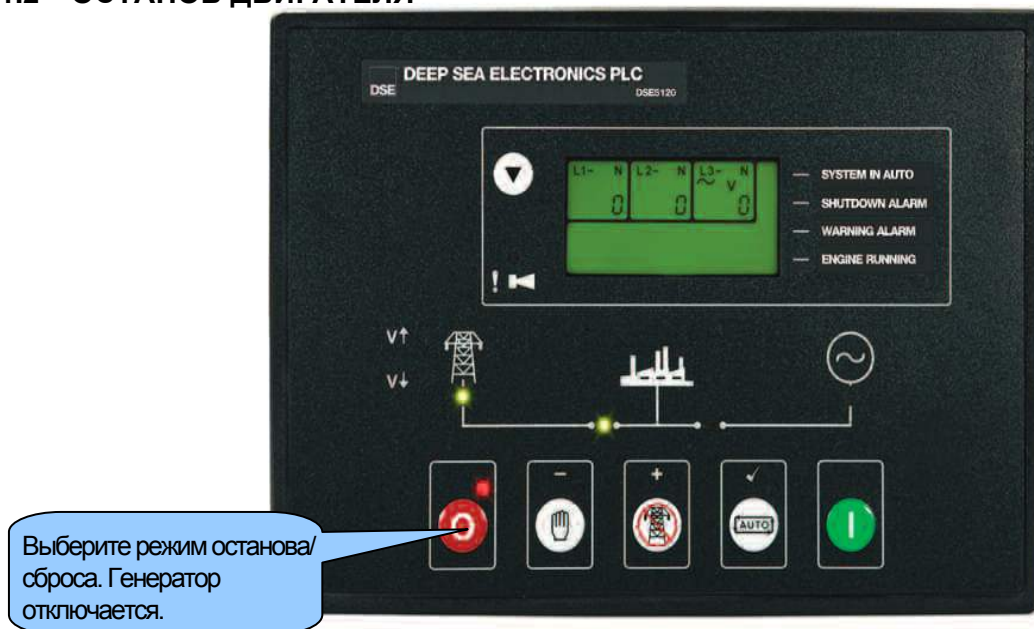 ОСТАНОВ ДВИГАТЕЛЯ
DEEP SEA ELECTRONICS PLC
DSE
DSE5120
L1- N L2- N L3- N
V
0 0 0
SYSTEM IN AUTO
SHUTDOWN ALARM
WARNING ALARM
ENGINE RUNNING
!
V↑
V↓
− + ✓
O
AUTO
I
Выберите режим останова/
сброса. Генератор
отключается.